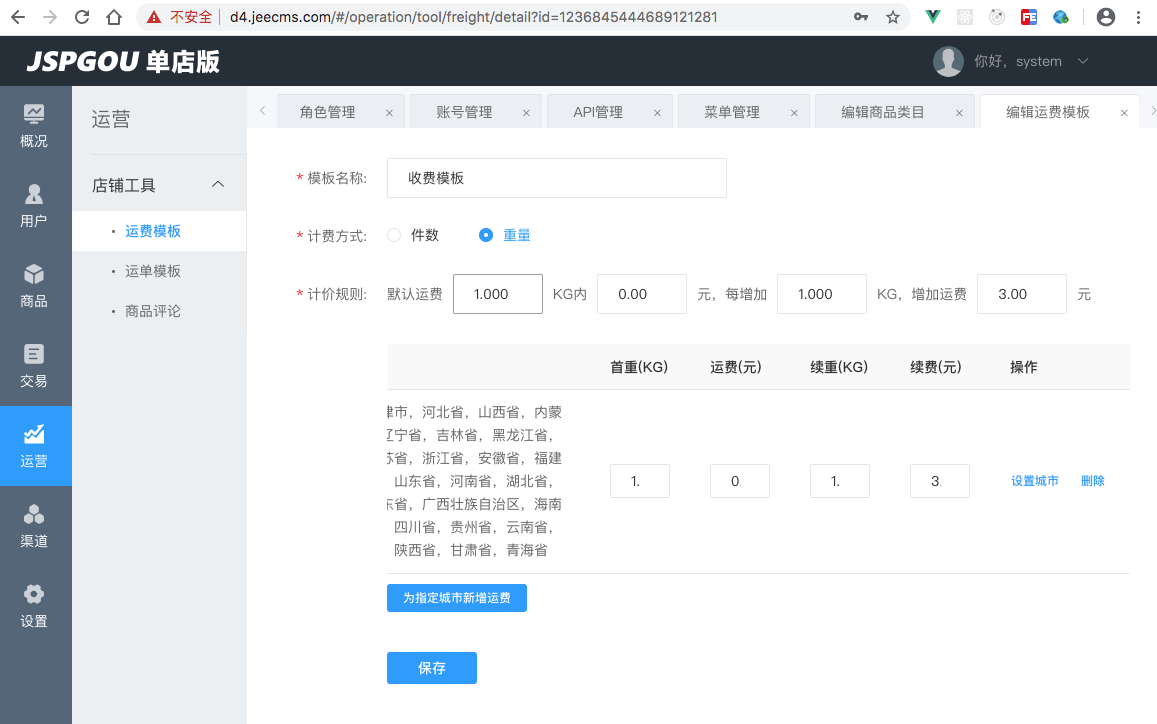 不安全 d4.jeecms.com/#/operation/tool/freight/detail?id=1236845444689121281
FE
JSPGOU 单店版
你好，system
概况
用户
商品
交易
运营
渠道
设置
运营
店铺工具
运费模板
运单模板
商品评论
角色管理 × 账号管理 × API管理 × 菜单管理 × 编辑商品类目 × 编辑运费模板 ×
* 模板名称: 收费模板
* 计费方式: 件数 重量
* 计价规则: 默认运费 1.000 KG内 0.00 元，每增加 1.000 KG，增加运费 3.00 元
首重(KG) 运费(元) 续重(KG) 续费(元) 操作
市，河北省，山西省，内蒙
宁省，吉林省，黑龙江省，
省，浙江省，安徽省，福建
山东省，河南省，湖北省，
省，广西壮族自治区，海南
四川省，贵州省，云南省，
陕西省，甘肃省，青海省
1. 0. 1. 3. 设置城市 删除
为指定城市新增运费
保存